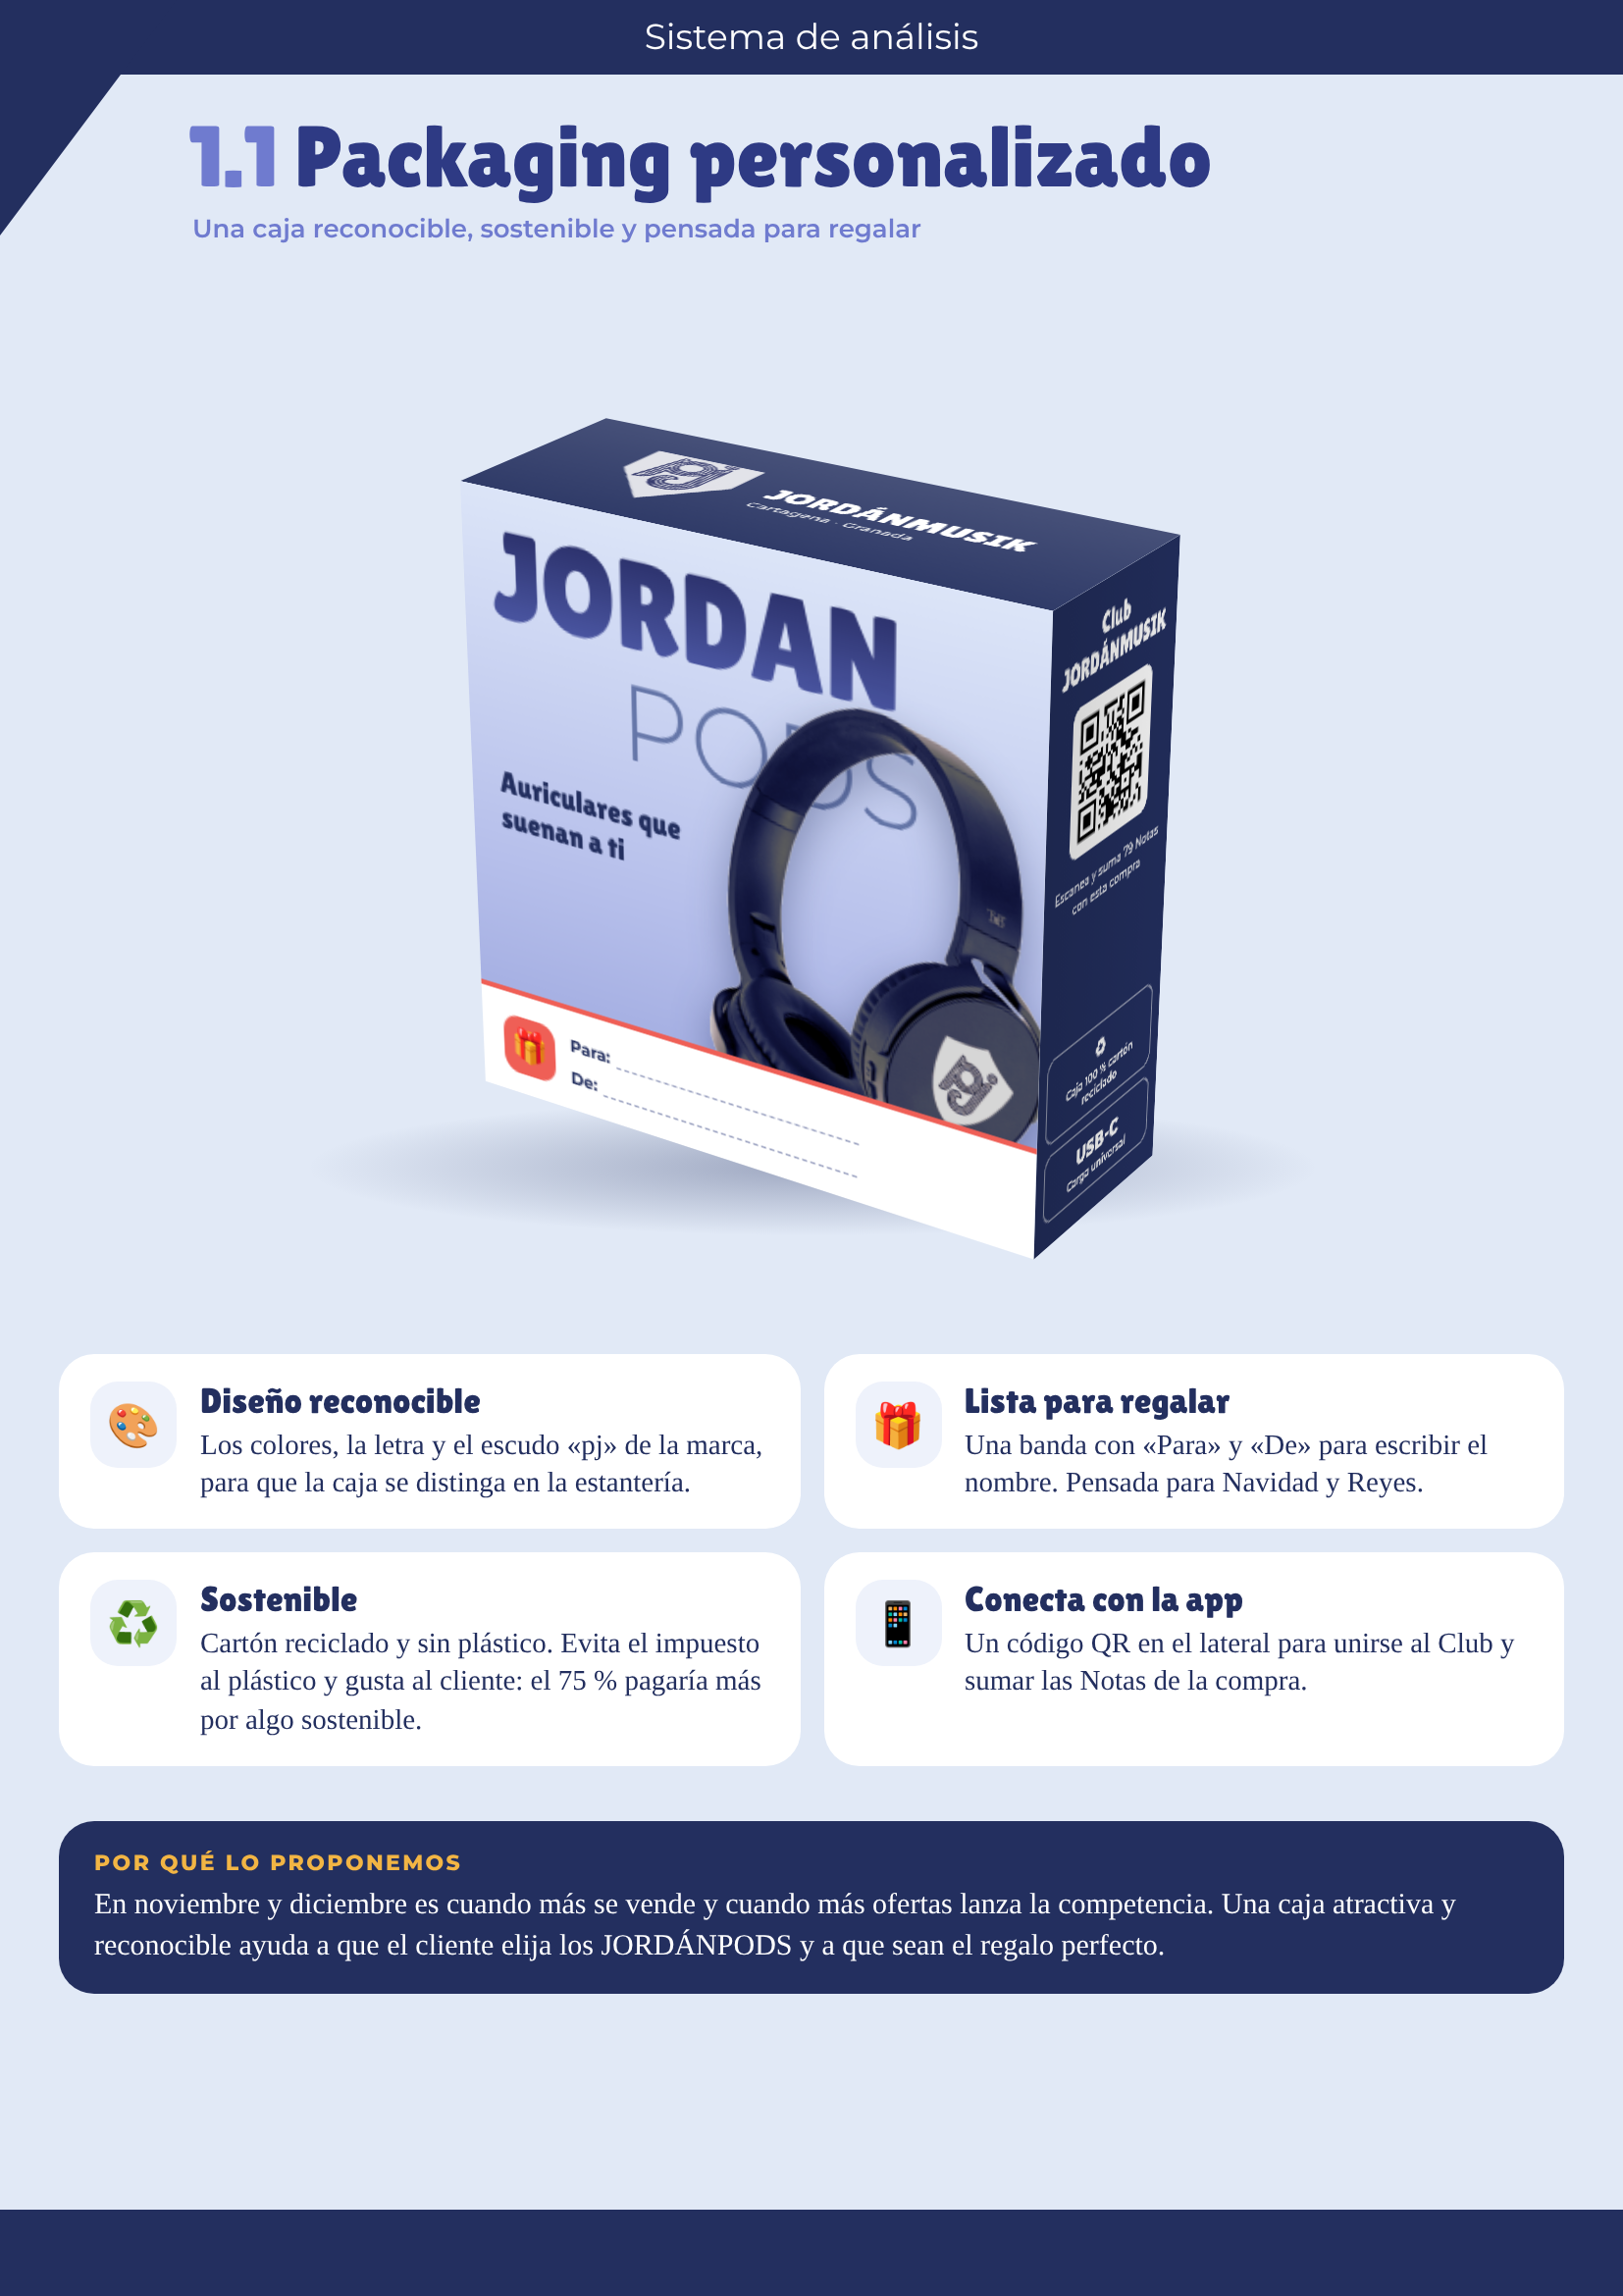 Sistema de análisis
1.1 Packaging personalizado
Una caja reconocible, sostenible y pensada para regalar
pj
JORDÁNMUSIK
Cartagena · Granada
JORDAN
PODS
Auriculares que
suenan a ti
Para:
De:
pj
Club
JORDÁNMUSIK
Escanea y suma 79 Notas
con esta compra
♻
Caja 100 % cartón
reciclado
USB-C
Carga universal
Diseño reconocible
Los colores, la letra y el escudo «pj» de la marca,
para que la caja se distinga en la estantería.
Lista para regalar
Una banda con «Para» y «De» para escribir el
nombre. Pensada para Navidad y Reyes.
Sostenible
Cartón reciclado y sin plástico. Evita el impuesto
al plástico y gusta al cliente: el 75 % pagaría más
por algo sostenible.
Conecta con la app
Un código QR en el lateral para unirse al Club y
sumar las Notas de la compra.
POR QUÉ LO PROPONEMOS
En noviembre y diciembre es cuando más se vende y cuando más ofertas lanza la competencia. Una caja atractiva y
reconocible ayuda a que el cliente elija los JORDÁNPODS y a que sean el regalo perfecto.